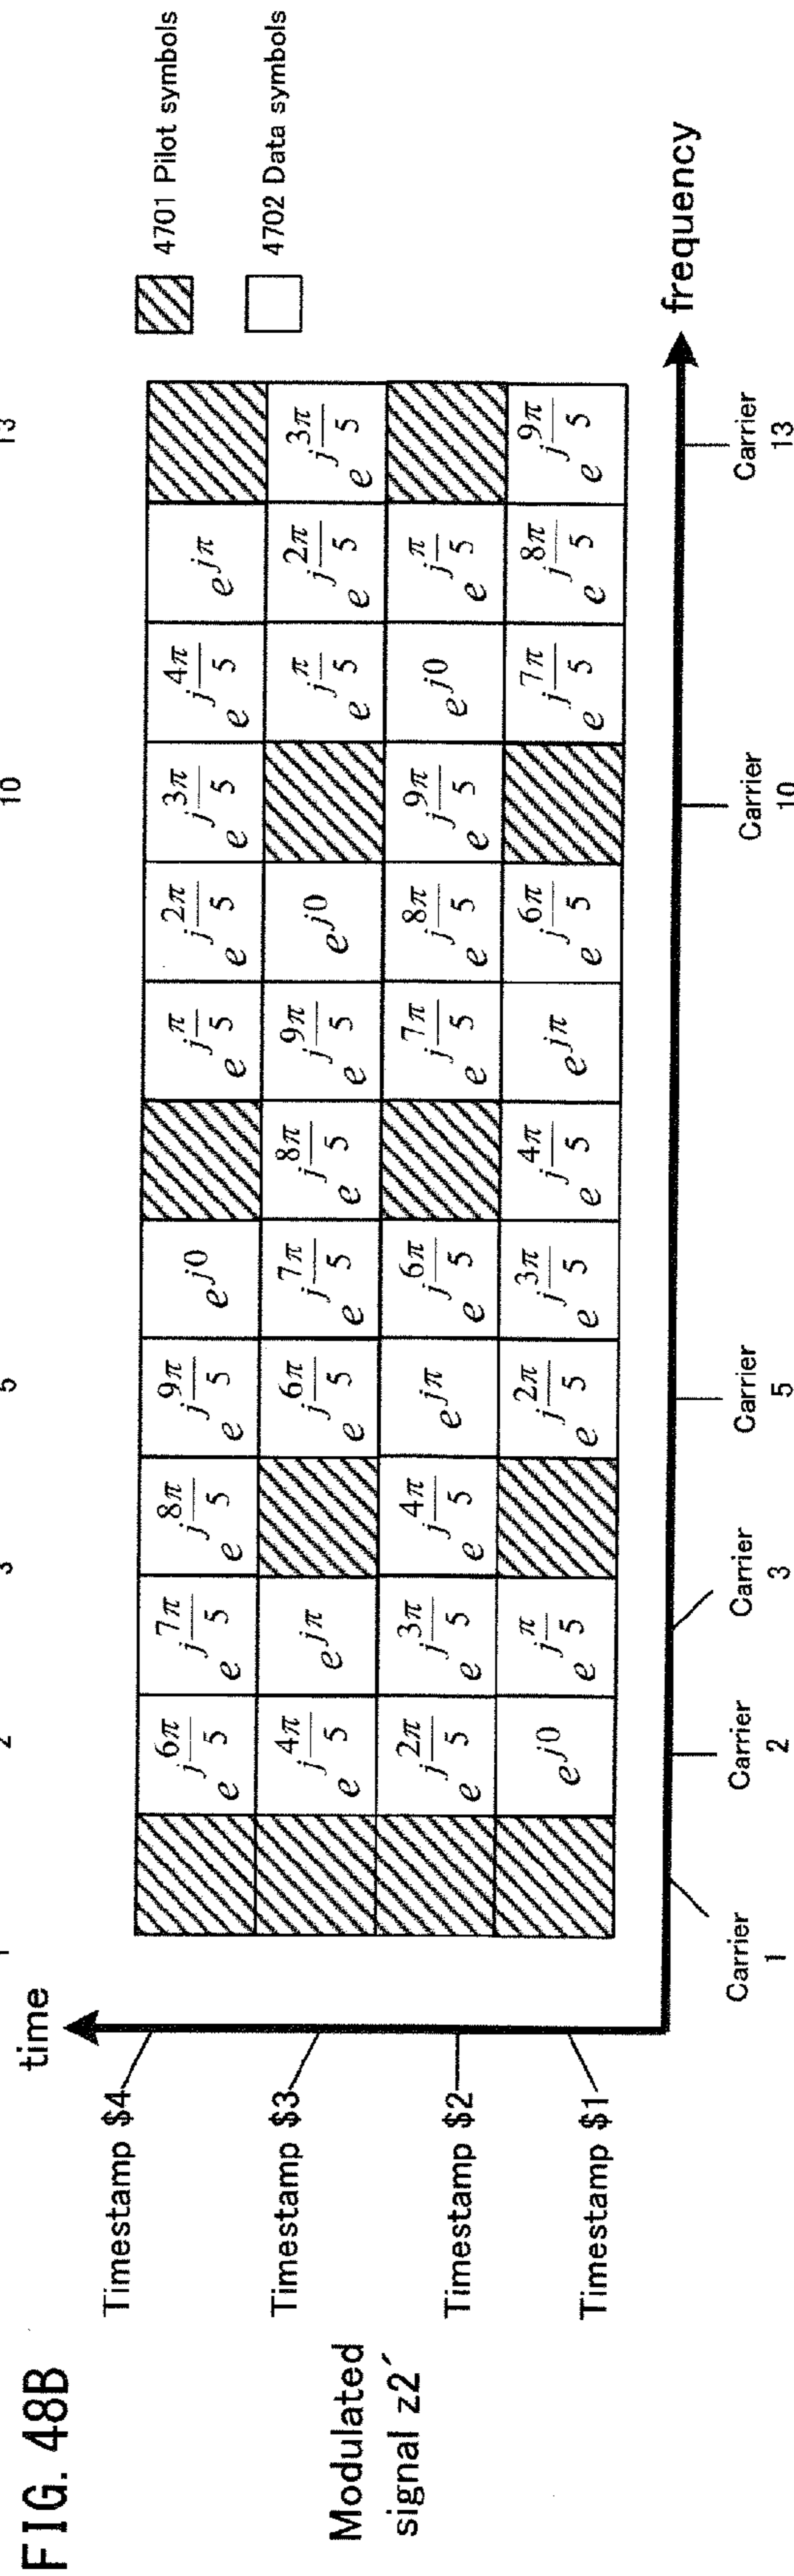 FIG. 48B
Modulated
signal z2′
time
Timestamp $4
Timestamp $3
Timestamp $2
Timestamp $1
4701 Pilot symbols
4702 Data symbols
e^{j6π/5} e^{j7π/5} e^{j8π/5} e^{j9π/5} e^{j0} e^{jπ/5} e^{j2π/5} e^{j3π/5} e^{j4π/5} e^{jπ}
e^{j4π/5} e^{jπ} e^{j6π/5} e^{j7π/5} e^{j8π/5} e^{j9π/5} e^{j0} e^{jπ/5} e^{j2π/5} e^{j3π/5}
e^{j2π/5} e^{j3π/5} e^{j4π/5} e^{jπ} e^{j6π/5} e^{j7π/5} e^{j8π/5} e^{j9π/5} e^{j0} e^{jπ/5}
e^{j0} e^{jπ/5} e^{j2π/5} e^{j3π/5} e^{j4π/5} e^{jπ} e^{j6π/5} e^{j7π/5} e^{j8π/5} e^{j9π/5}
frequency
Carrier
1
Carrier
2
Carrier
3
Carrier
5
Carrier
10
Carrier
13